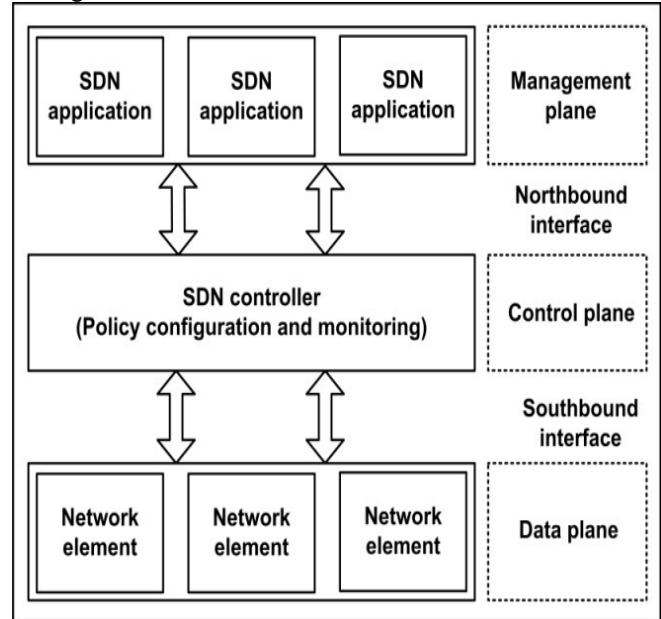 SDN
application
SDN
application
SDN
application
Management
plane
Northbound
interface
SDN controller
(Policy configuration and monitoring)
Control plane
Southbound
interface
Network
element
Network
element
Network
element
Data plane